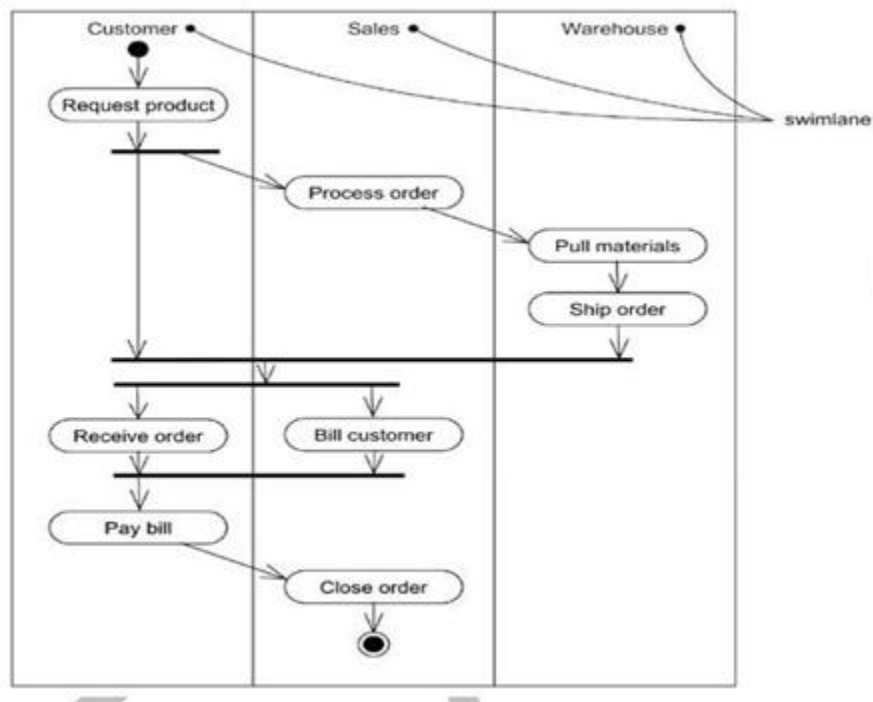 Customer
Sales
Warehouse
Request product
swimlane
Process order
Pull materials
Ship order
Receive order
Bill customer
Pay bill
Close order